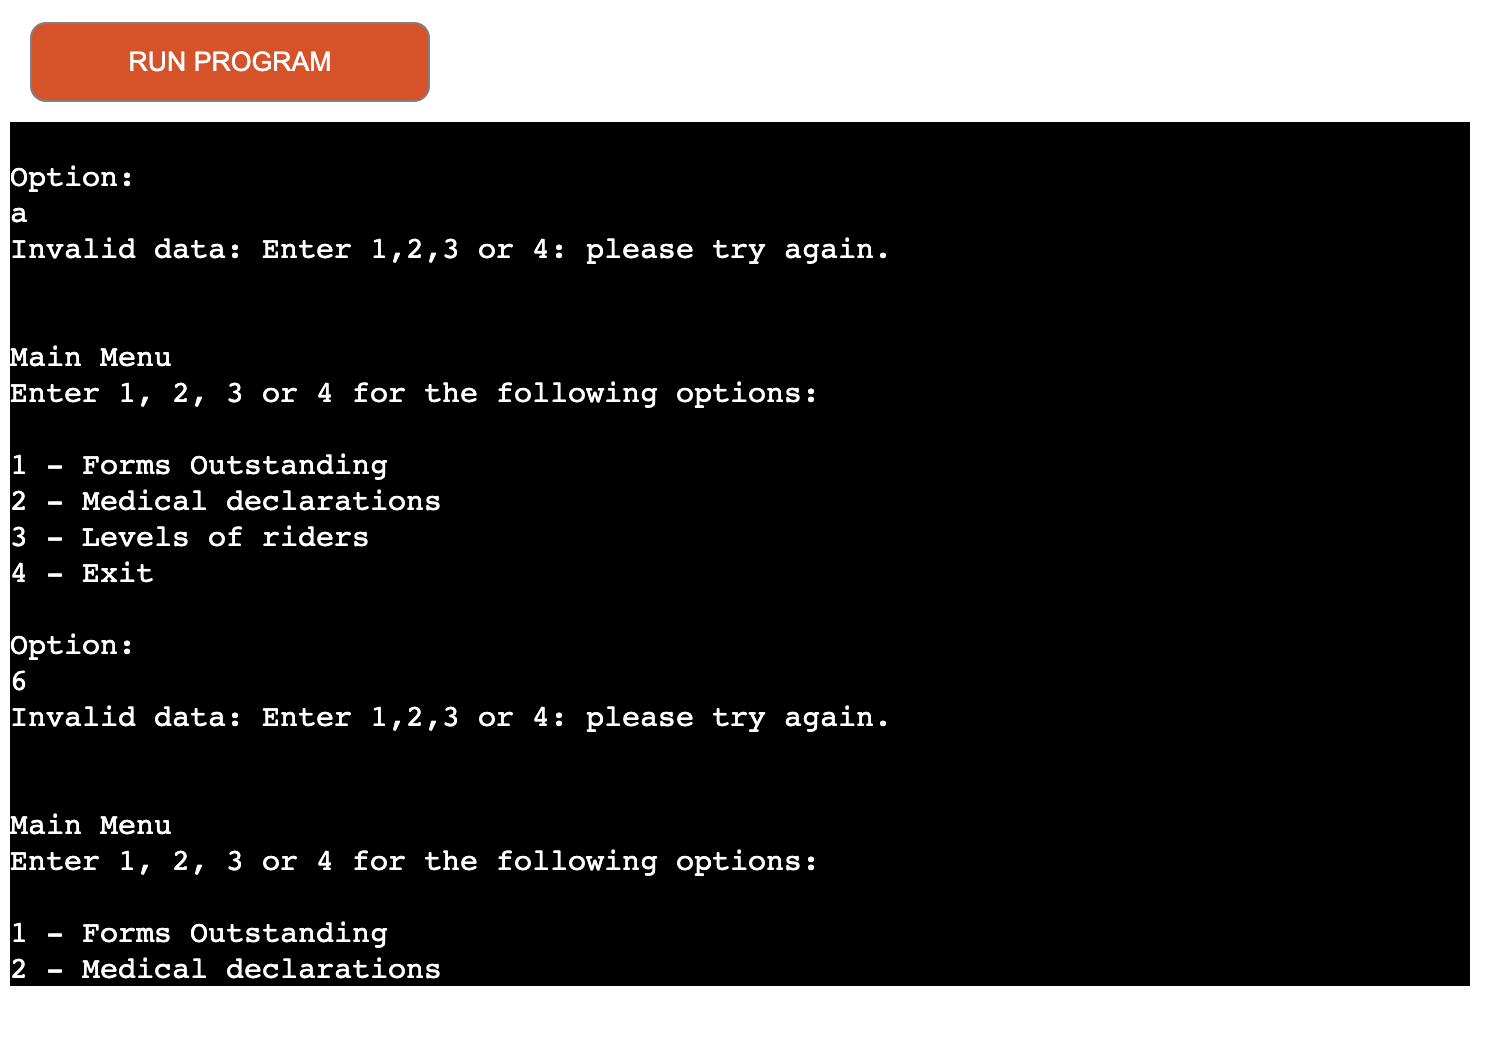 RUN PROGRAM
Option:
a
Invalid data: Enter 1,2,3 or 4: please try again.
Main Menu
Enter 1, 2, 3 or 4 for the following options:
1 - Forms Outstanding
2 - Medical declarations
3 - Levels of riders
4 - Exit
Option:
6
Invalid data: Enter 1,2,3 or 4: please try again.
Main Menu
Enter 1, 2, 3 or 4 for the following options:
1 - Forms Outstanding
2 - Medical declarations